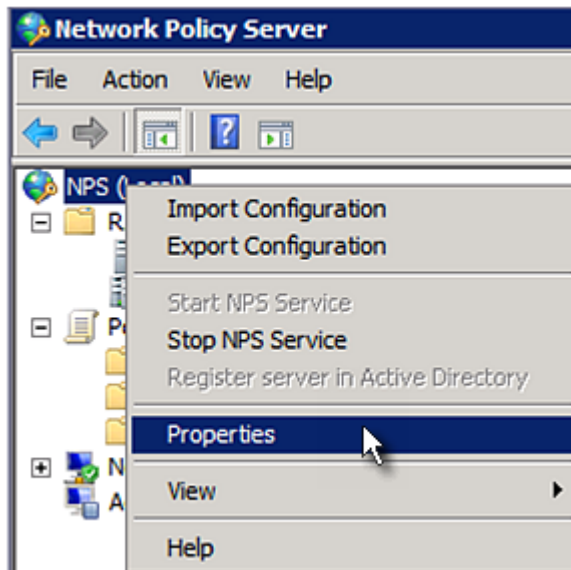 Network Policy Server
File Action View Help
NPS (Local)
Import Configuration
Export Configuration
Start NPS Service
Stop NPS Service
Register server in Active Directory
Properties
View
Help